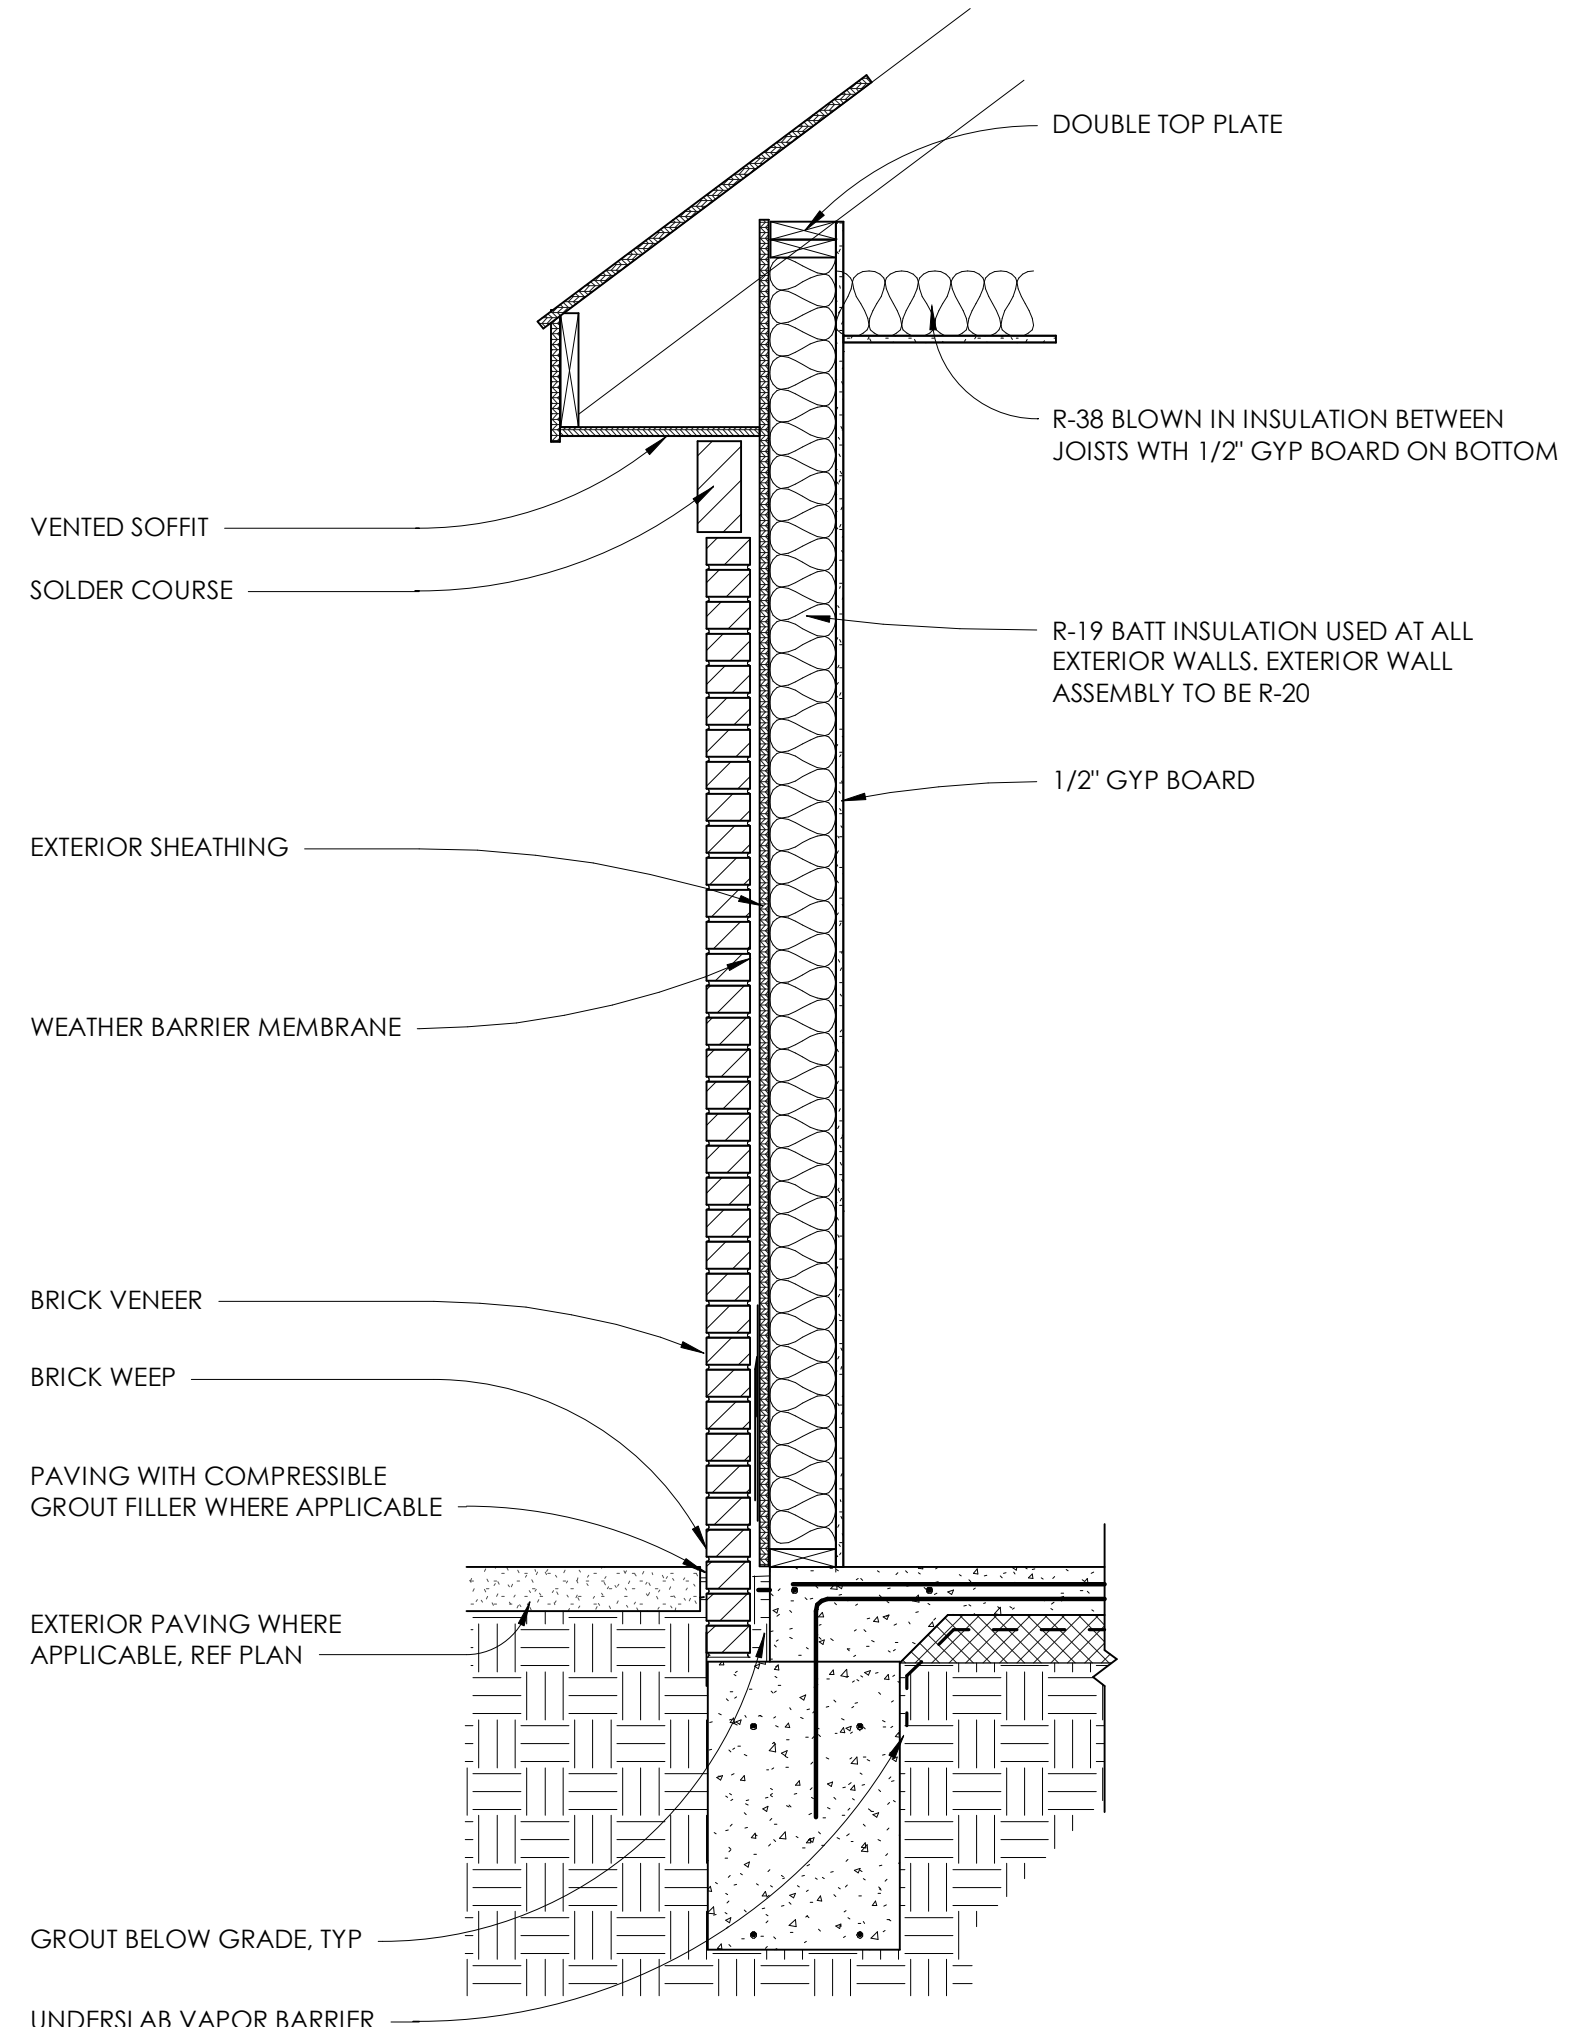 DOUBLE TOP PLATE
R-38 BLOWN IN INSULATION BETWEEN
JOISTS WTH 1/2" GYP BOARD ON BOTTOM
VENTED SOFFIT
SOLDER COURSE
R-19 BATT INSULATION USED AT ALL
EXTERIOR WALLS. EXTERIOR WALL
ASSEMBLY TO BE R-20
1/2" GYP BOARD
EXTERIOR SHEATHING
WEATHER BARRIER MEMBRANE
BRICK VENEER
BRICK WEEP
PAVING WITH COMPRESSIBLE
GROUT FILLER WHERE APPLICABLE
EXTERIOR PAVING WHERE
APPLICABLE, REF PLAN
GROUT BELOW GRADE, TYP
UNDERSLAB VAPOR BARRIER